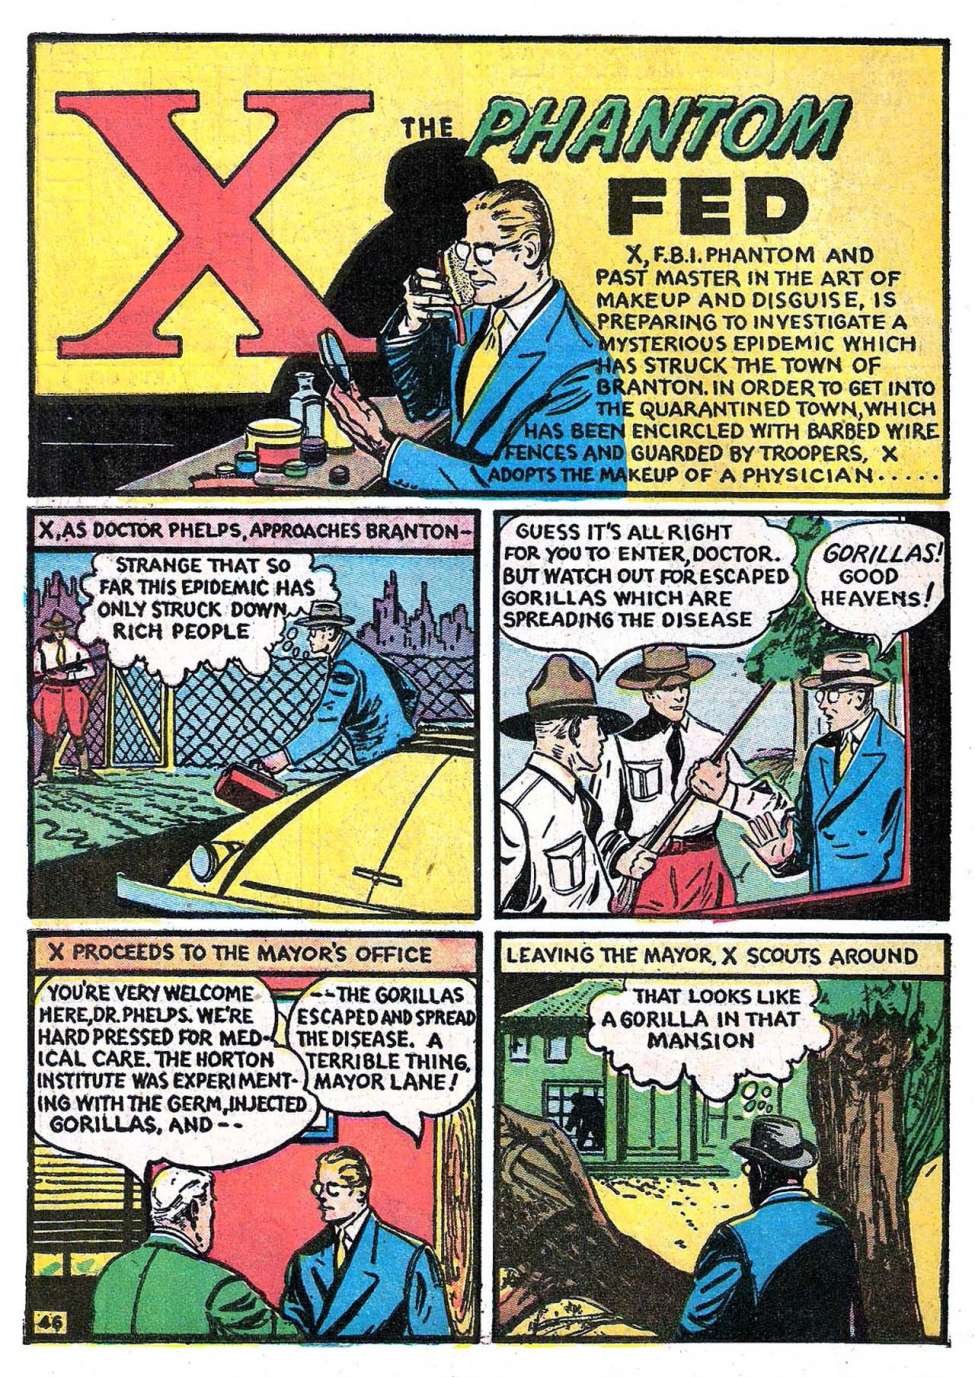 X
THE PHANTOM
FED
X, F.B.I. PHANTOM AND
PAST MASTER IN THE ART OF
MAKEUP AND DISGUISE, IS
PREPARING TO INVESTIGATE A
MYSTERIOUS EPIDEMIC WHICH
HAS STRUCK THE TOWN OF
BRANTON. IN ORDER TO GET INTO
THE QUARANTINED TOWN, WHICH
HAS BEEN ENCIRCLED WITH BARBED WIRE
FENCES AND GUARDED BY TROOPERS, X
ADOPTS THE MAKEUP OF A PHYSICIAN.....
X, AS DOCTOR PHELPS, APPROACHES BRANTON-
STRANGE THAT SO
FAR THIS EPIDEMIC HAS
ONLY STRUCK DOWN
RICH PEOPLE
GUESS IT'S ALL RIGHT
FOR YOU TO ENTER, DOCTOR.
BUT WATCH OUT FOR ESCAPED
GORILLAS WHICH ARE
SPREADING THE DISEASE
GORILLAS!
GOOD
HEAVENS!
X PROCEEDS TO THE MAYOR'S OFFICE
YOU'RE VERY WELCOME
HERE, DR. PHELPS. WE'RE
HARD PRESSED FOR MED-
ICAL CARE. THE HORTON
INSTITUTE WAS EXPERIMENT-
ING WITH THE GERM, INJECTED
GORILLAS, AND --
--THE GORILLAS
ESCAPED AND SPREAD
THE DISEASE. A
TERRIBLE THING,
MAYOR LANE!
LEAVING THE MAYOR, X SCOUTS AROUND
THAT LOOKS LIKE
A GORILLA IN THAT
MANSION
46